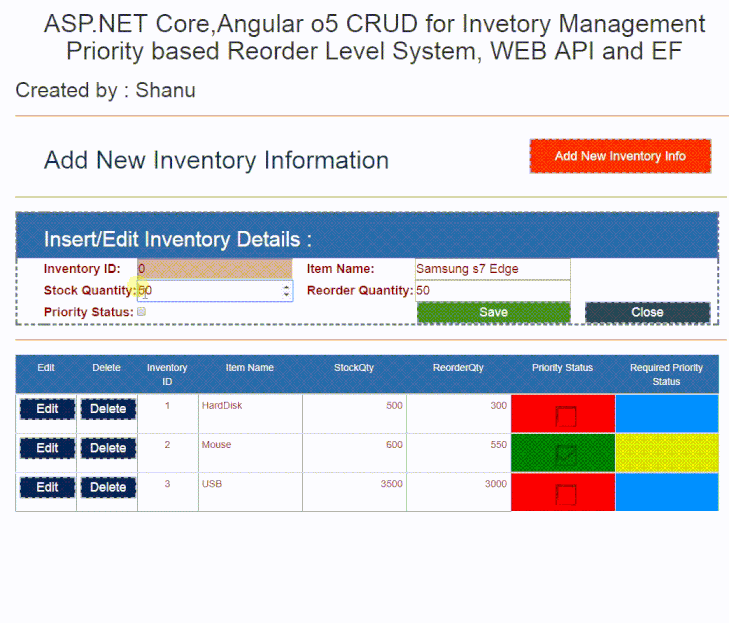 ASP.NET Core,Angular o5 CRUD for Invetory Management
Priority based Reorder Level System, WEB API and EF
Created by : Shanu
Add New Inventory Information
Add New Inventory Info
Insert/Edit Inventory Details :
Inventory ID: 0 Item Name: Samsung s7 Edge
Stock Quantity: 50 Reorder Quantity: 50
Priority Status: Save Close
Edit Delete Inventory ID Item Name StockQty ReorderQty Priority Status Required Priority Status
Edit Delete 1 HardDisk 500 300
Edit Delete 2 Mouse 600 550
Edit Delete 3 USB 3500 3000